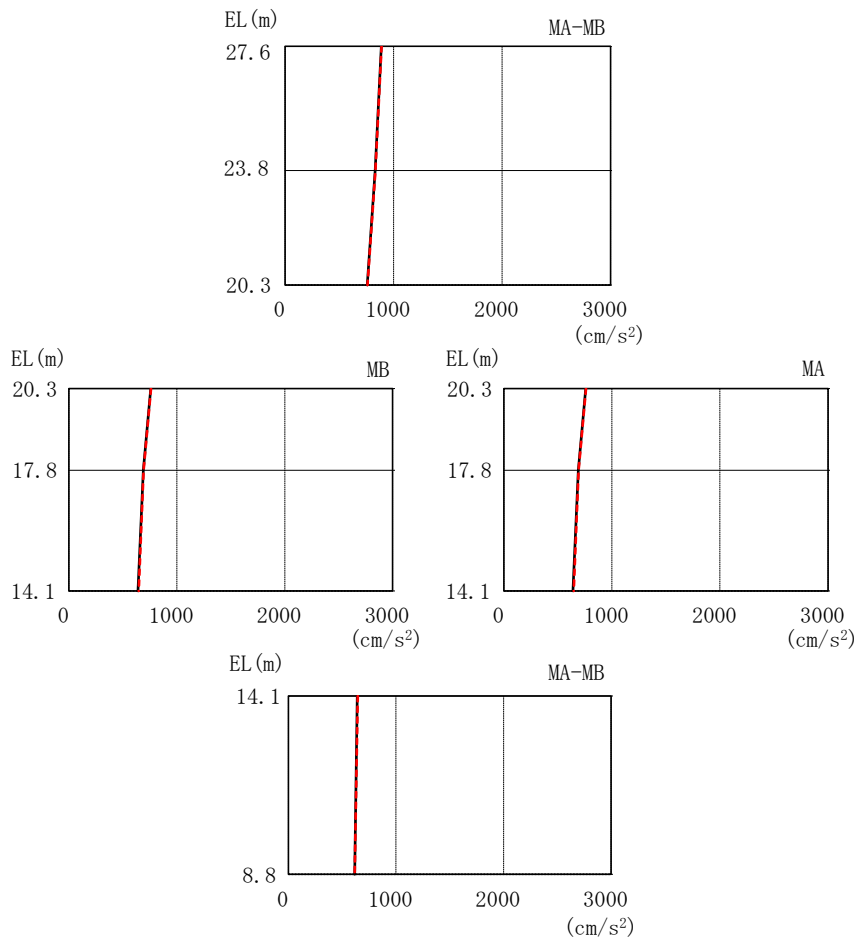 EL(m) MA-MB
27.6
23.8
20.3
0 1000 2000 3000
(cm/s²)
EL(m) MB
20.3
17.8
14.1
0 1000 2000 3000
(cm/s²)
EL(m) MA
20.3
17.8
14.1
0 1000 2000 3000
(cm/s²)
EL(m) MA-MB
14.1
8.8
0 1000 2000 3000
(cm/s²)